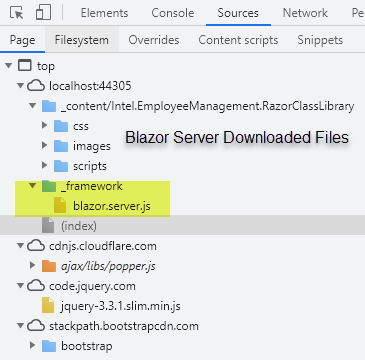 Elements Console Sources Network
Page Filesystem Overrides Content scripts Snippets
top
localhost:44305
_content/Intel.EmployeeManagement.RazorClassLibrary
css
images
scripts
Blazor Server Downloaded Files
_framework
blazor.server.js
(index)
cdnjs.cloudflare.com
ajax/libs/popper.js
code.jquery.com
jquery-3.3.1.slim.min.js
stackpath.bootstrapcdn.com
bootstrap